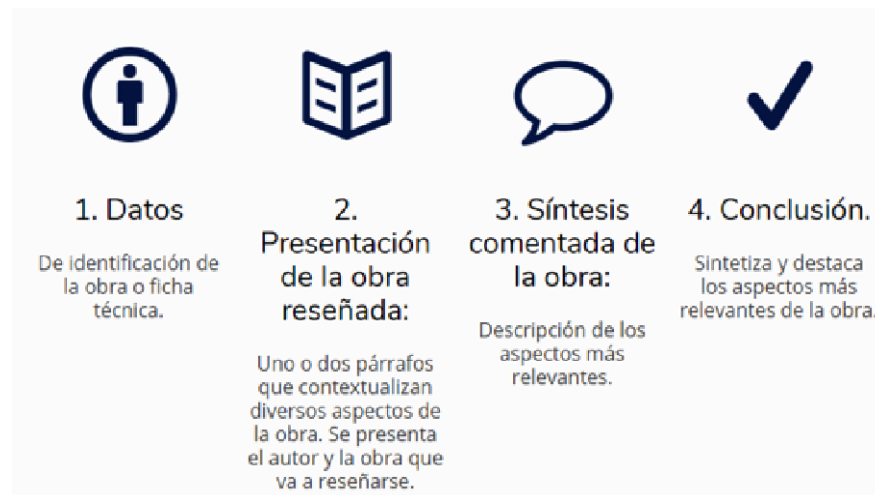 1. Datos
De identificación de
la obra o ficha
técnica.
2.
Presentación
de la obra
reseñada:
Uno o dos párrafos
que contextualizan
diversos aspectos de
la obra. Se presenta
el autor y la obra que
va a reseñarse.
3. Síntesis
comentada de
la obra:
Descripción de los
aspectos más
relevantes.
4. Conclusión.
Sintetiza y destaca
los aspectos más
relevantes de la obra.